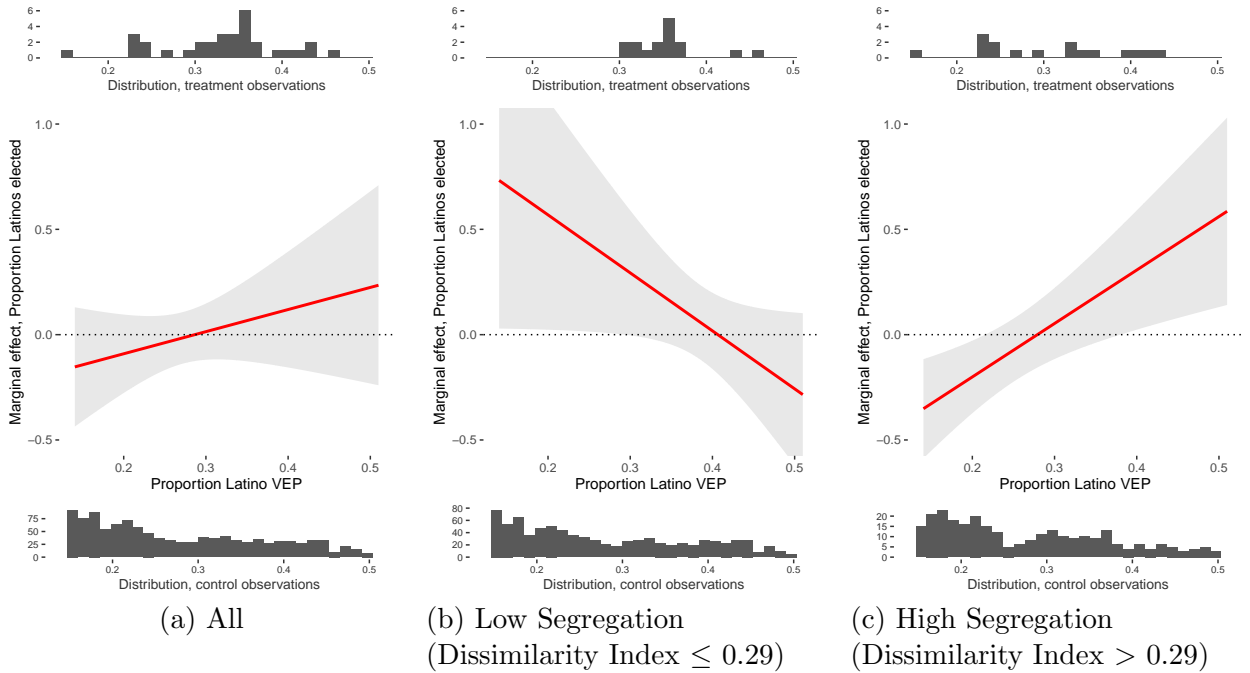 6
4
2
0
0.2 0.3 0.4 0.5
Distribution, treatment observations
Marginal effect, Proportion Latinos elected
1.0
0.5
0.0
−0.5
0.2 0.3 0.4 0.5
Proportion Latino VEP
75
50
25
0
0.2 0.3 0.4 0.5
Distribution, control observations
(a) All
6
4
2
0
0.2 0.3 0.4 0.5
Distribution, treatment observations
Marginal effect, Proportion Latinos elected
1.0
0.5
0.0
−0.5
0.2 0.3 0.4 0.5
Proportion Latino VEP
80
60
40
20
0
0.2 0.3 0.4 0.5
Distribution, control observations
(b) Low Segregation
(Dissimilarity Index ≤ 0.29)
6
4
2
0
0.2 0.3 0.4 0.5
Distribution, treatment observations
Marginal effect, Proportion Latinos elected
1.0
0.5
0.0
−0.5
0.2 0.3 0.4 0.5
Proportion Latino VEP
20
15
10
5
0
0.2 0.3 0.4 0.5
Distribution, control observations
(c) High Segregation
(Dissimilarity Index > 0.29)